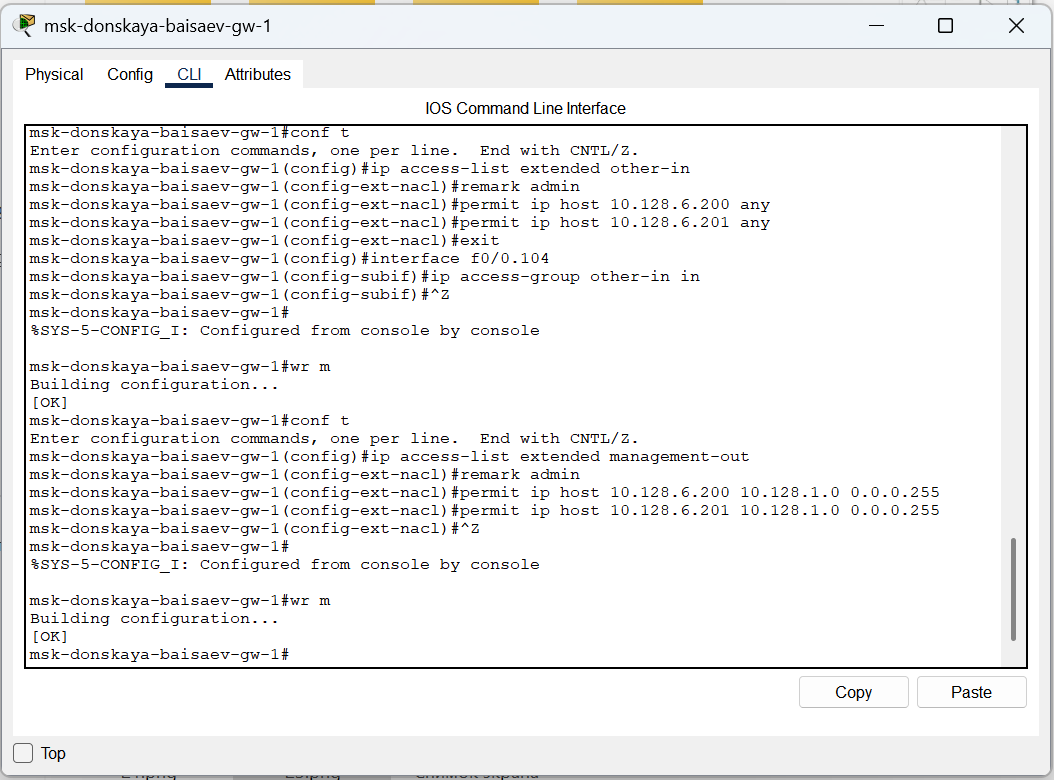 msk-donskaya-baisaev-gw-1
Physical Config CLI Attributes
IOS Command Line Interface
msk-donskaya-baisaev-gw-1#conf t
Enter configuration commands, one per line.  End with CNTL/Z.
msk-donskaya-baisaev-gw-1(config)#ip access-list extended other-in
msk-donskaya-baisaev-gw-1(config-ext-nacl)#remark admin
msk-donskaya-baisaev-gw-1(config-ext-nacl)#permit ip host 10.128.6.200 any
msk-donskaya-baisaev-gw-1(config-ext-nacl)#permit ip host 10.128.6.201 any
msk-donskaya-baisaev-gw-1(config-ext-nacl)#exit
msk-donskaya-baisaev-gw-1(config)#interface f0/0.104
msk-donskaya-baisaev-gw-1(config-subif)#ip access-group other-in in
msk-donskaya-baisaev-gw-1(config-subif)#^Z
msk-donskaya-baisaev-gw-1#
%SYS-5-CONFIG_I: Configured from console by console
msk-donskaya-baisaev-gw-1#wr m
Building configuration...
[OK]
msk-donskaya-baisaev-gw-1#conf t
Enter configuration commands, one per line.  End with CNTL/Z.
msk-donskaya-baisaev-gw-1(config)#ip access-list extended management-out
msk-donskaya-baisaev-gw-1(config-ext-nacl)#remark admin
msk-donskaya-baisaev-gw-1(config-ext-nacl)#permit ip host 10.128.6.200 10.128.1.0 0.0.0.255
msk-donskaya-baisaev-gw-1(config-ext-nacl)#permit ip host 10.128.6.201 10.128.1.0 0.0.0.255
msk-donskaya-baisaev-gw-1(config-ext-nacl)#^Z
msk-donskaya-baisaev-gw-1#
%SYS-5-CONFIG_I: Configured from console by console
msk-donskaya-baisaev-gw-1#wr m
Building configuration...
[OK]
msk-donskaya-baisaev-gw-1#
Copy Paste
Top